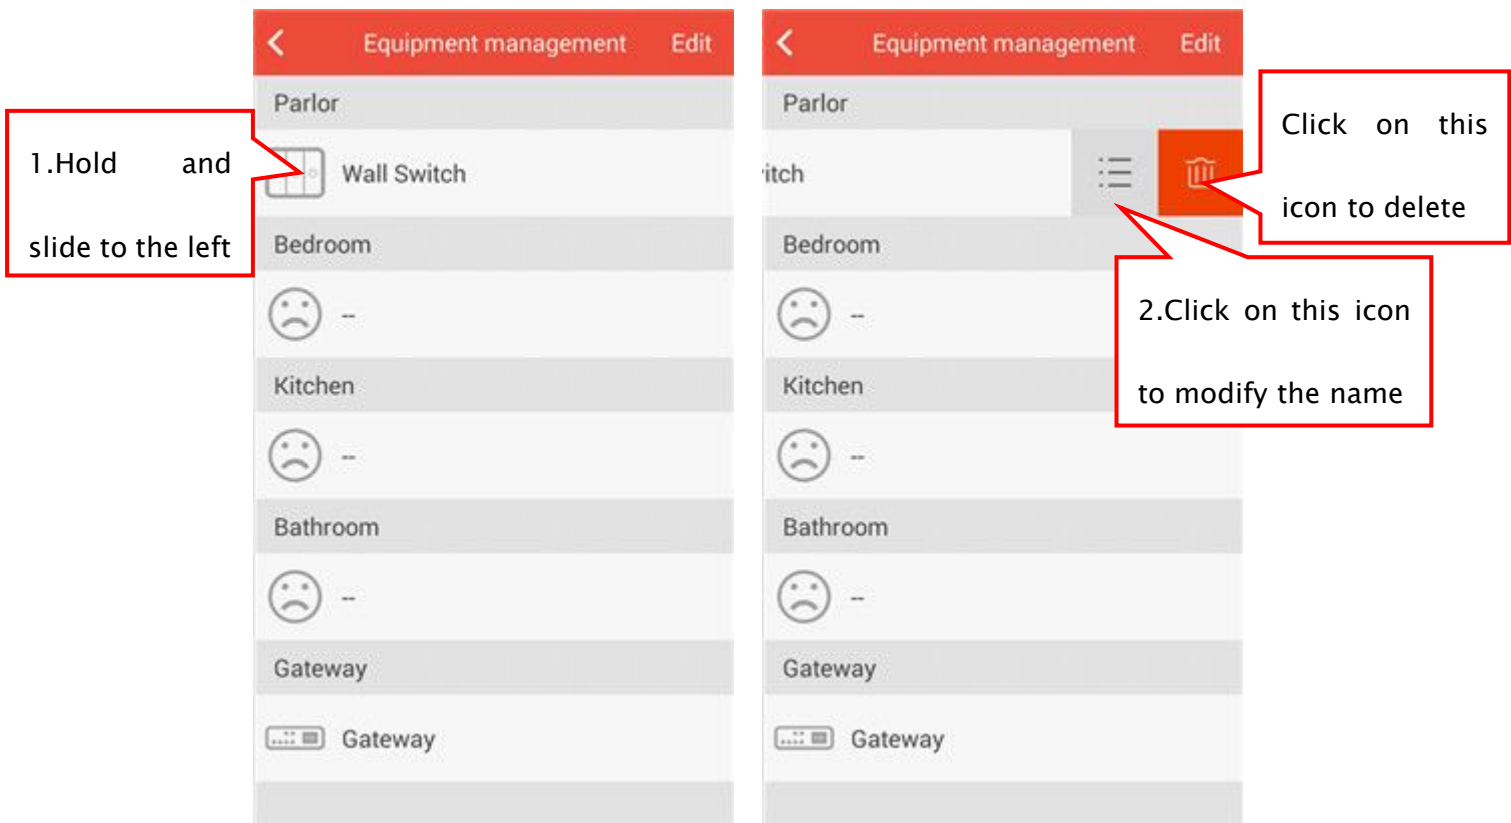 Equipment management Edit
Parlor
1.Hold and
slide to the left
Wall Switch
Bedroom
--
Kitchen
--
Bathroom
--
Gateway
Gateway
Equipment management Edit
Parlor
itch
Click on this
icon to delete
Bedroom
2.Click on this icon
to modify the name
--
Kitchen
--
Bathroom
--
Gateway
Gateway